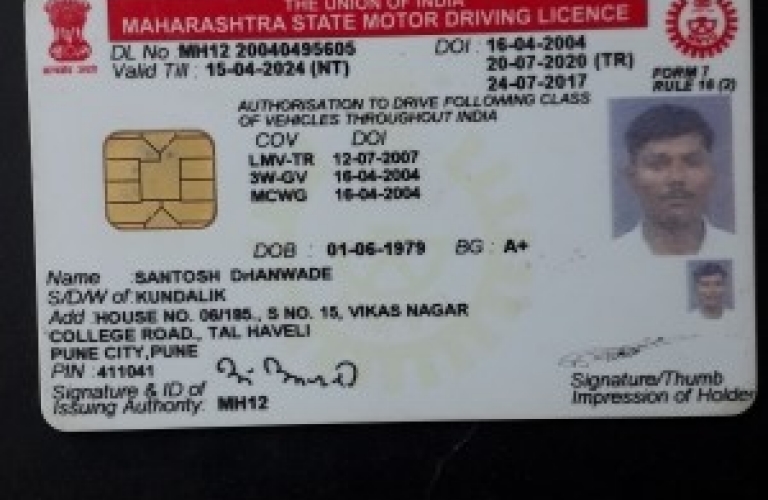 THE UNION OF INDIA
MAHARASHTRA STATE MOTOR DRIVING LICENCE
DL No MH12 20040495605 DOI : 16-04-2004
Valid Till : 15-04-2024 (NT) 20-07-2020 (TR)
24-07-2017
FORM 7
RULE 16 (2)
AUTHORISATION TO DRIVE FOLLOWING CLASS
OF VEHICLES THROUGHOUT INDIA
COV DOI
LMV-TR 12-07-2007
3W-GV 16-04-2004
MCWG 16-04-2004
DOB : 01-06-1979 BG : A+
Name :SANTOSH DHANWADE
S/D/W of :KUNDALIK
Add :HOUSE NO. 06/185., S NO. 15, VIKAS NAGAR
COLLEGE ROAD., TAL HAVELI
PUNE CITY,PUNE
PIN :411041
Signature & ID of
Issuing Authority: MH12
Signature/Thumb
Impression of Holder